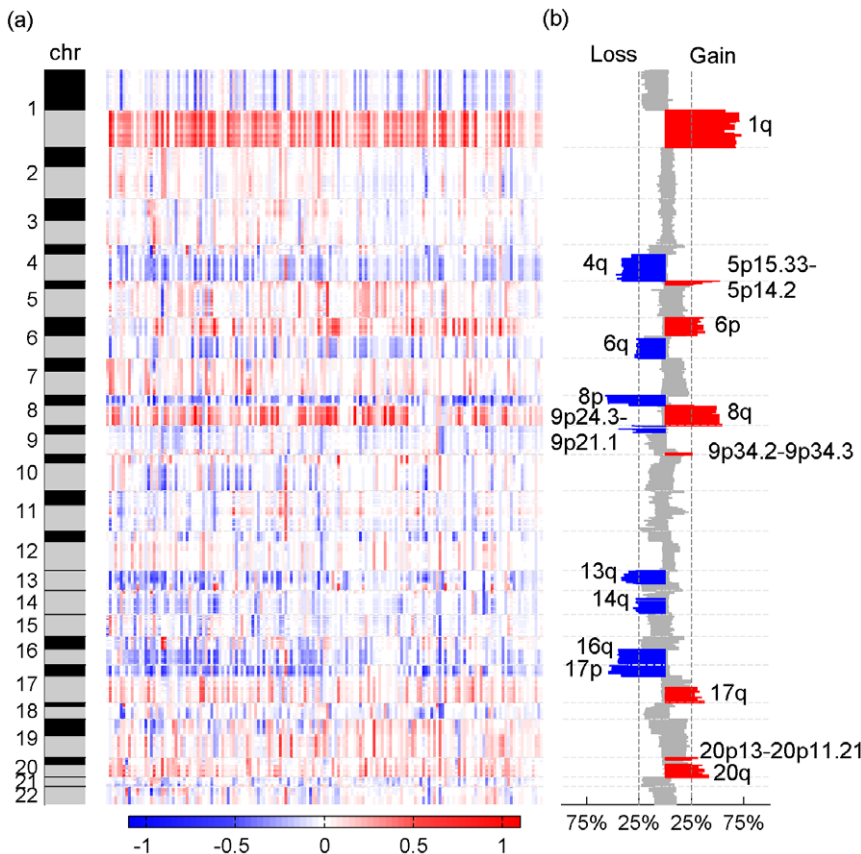 (a)
(b)
chr
Loss
Gain
1
1q
2
3
4
4q
5p15.33-
5p14.2
5
6
6p
6q
7
8p
8
8q
9p24.3-
9p21.1
9
9p34.2-9p34.3
10
11
12
13
13q
14
14q
15
16
16q
17p
17
17q
18
19
20p13-20p11.21
20
20q
21
22
-1
-0.5
0
0.5
1
75%
25%
25%
75%